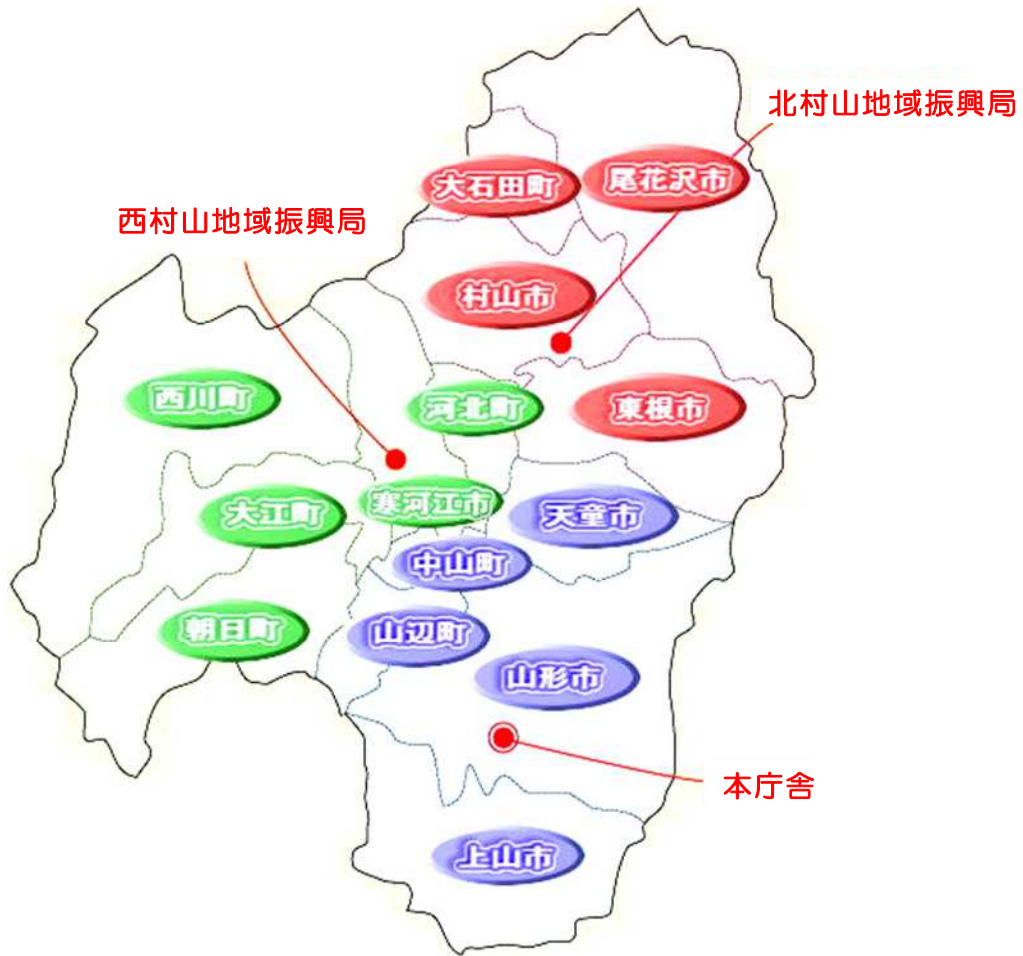 北村山地域振興局
大石田町
尾花沢市
西村山地域振興局
村山市
西川町
河北町
東根市
大江町
寒河江市
天童市
中山町
朝日町
山辺町
山形市
本庁舎
上山市